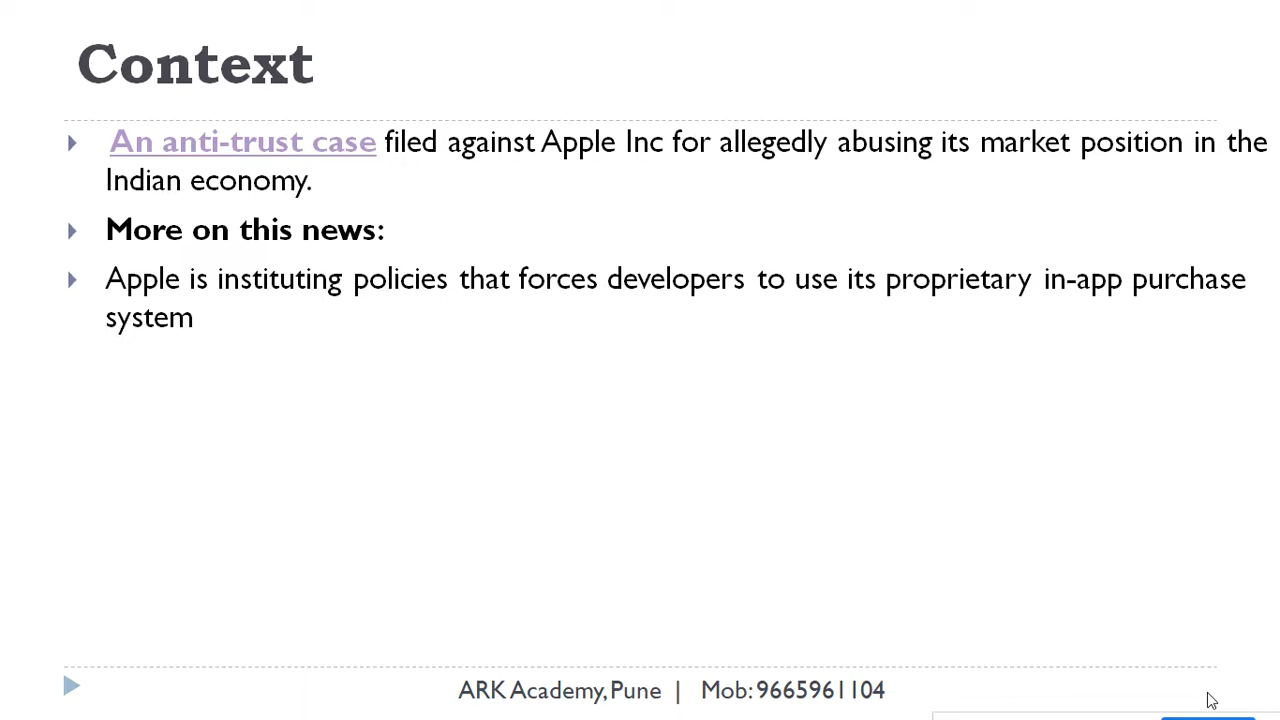 Context
An anti-trust case filed against Apple Inc for allegedly abusing its market position in the
Indian economy.
More on this news:
Apple is instituting policies that forces developers to use its proprietary in-app purchase
system
ARK Academy, Pune | Mob: 9665961104